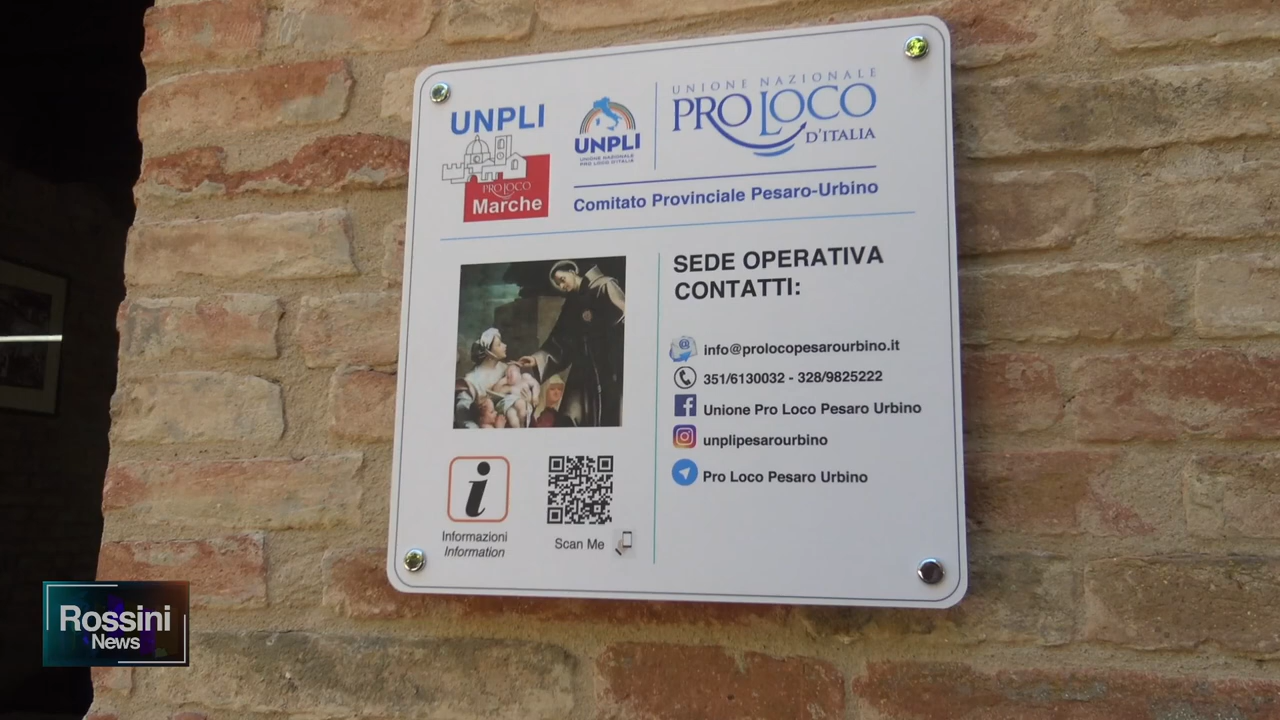 UNPLI
PRO LOCO
Marche
UNPLI
UNIONE NAZIONALE
PRO LOCO D'ITALIA
UNIONE NAZIONALE
PRO LOCO
D'ITALIA
Comitato Provinciale Pesaro-Urbino
SEDE OPERATIVA
CONTATTI:
info@prolocopesarourbino.it
351/6130032 - 328/9825222
Unione Pro Loco Pesaro Urbino
unplipesarourbino
Pro Loco Pesaro Urbino
Informazioni
Information
Scan Me
Rossini
News